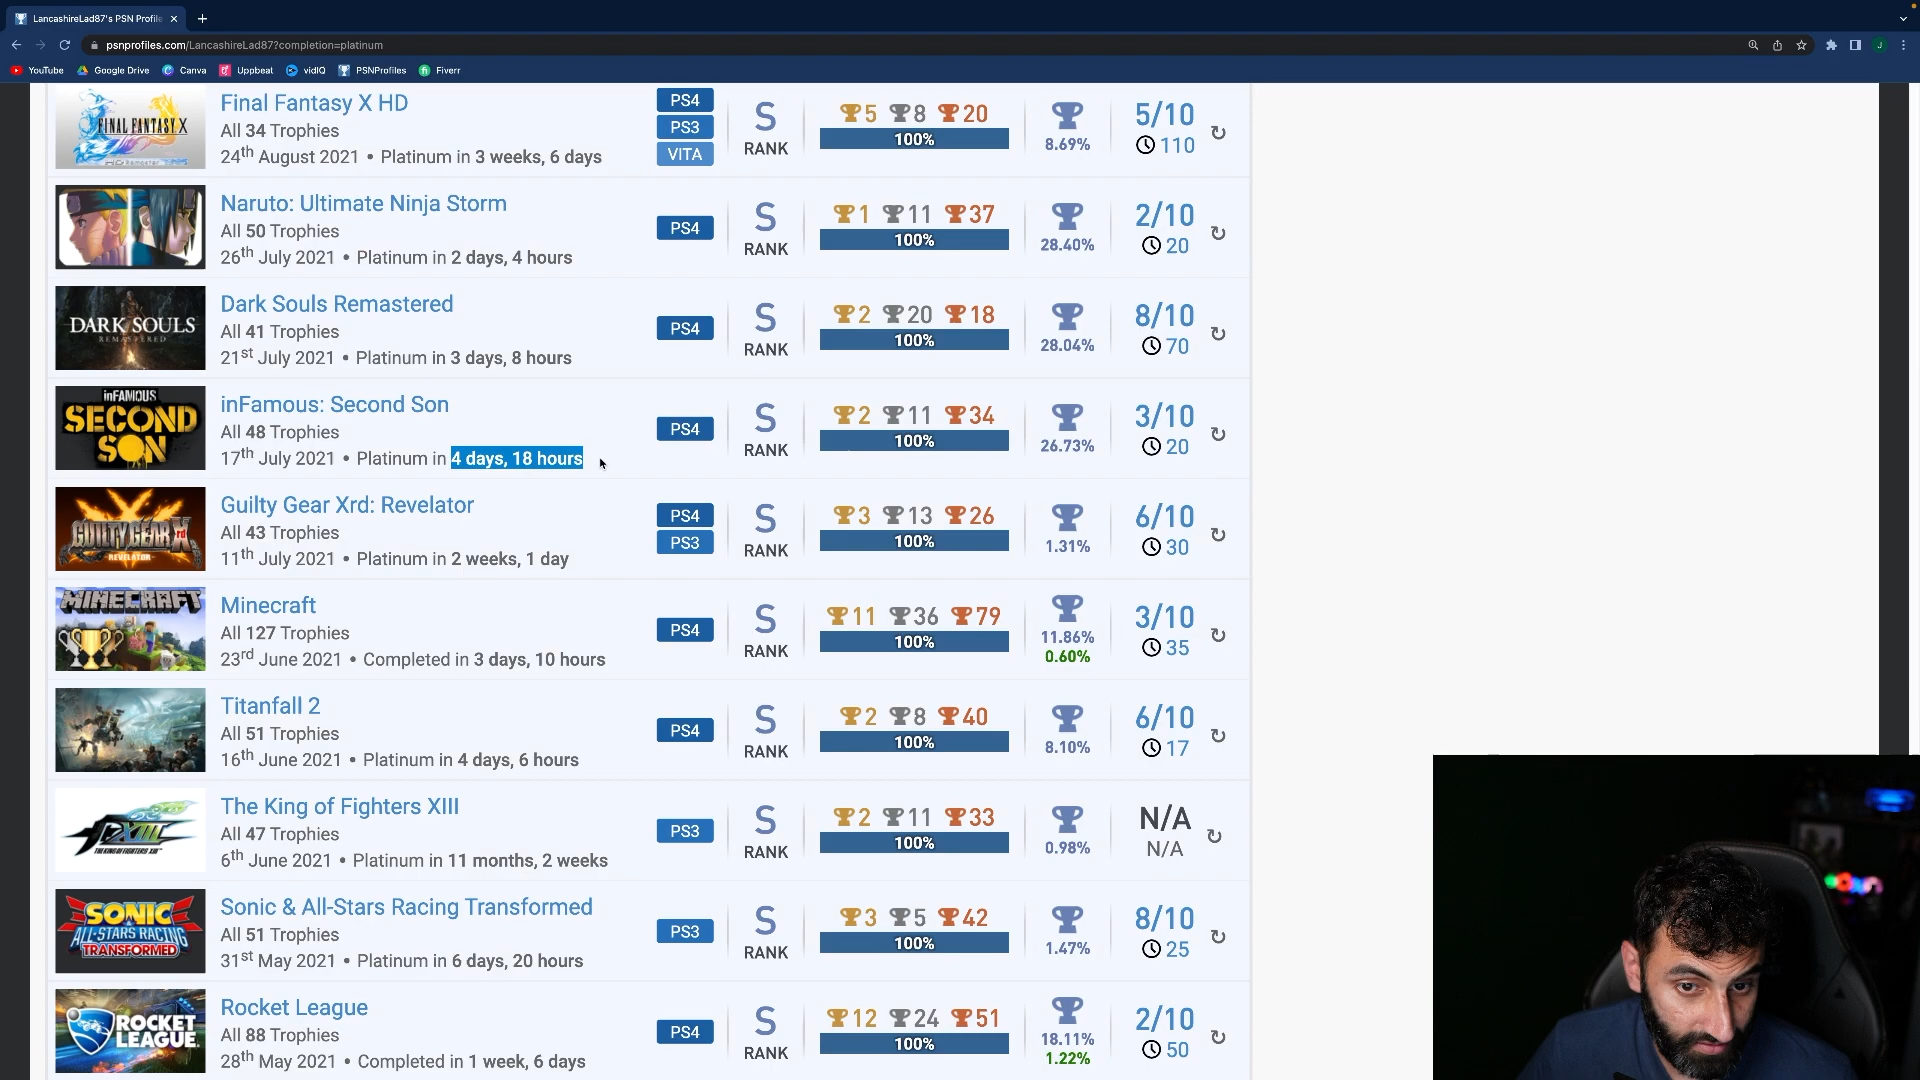 LancashireLad87's PSN Profile
psnprofiles.com/LancashireLad87?completion=platinum
J
YouTube Google Drive Canva Uppbeat vidIQ PSNProfiles Fiverr
FINAL FANTASY X
Final Fantasy X HD
All 34 Trophies
24th August 2021 • Platinum in 3 weeks, 6 days
PS4
PS3
VITA
S
RANK
5 8 20
100%
8.69%
5/10
110
Naruto: Ultimate Ninja Storm
All 50 Trophies
26th July 2021 • Platinum in 2 days, 4 hours
PS4
S
RANK
1 11 37
100%
28.40%
2/10
20
DARK SOULS
REMASTERED
Dark Souls Remastered
All 41 Trophies
21st July 2021 • Platinum in 3 days, 8 hours
PS4
S
RANK
2 20 18
100%
28.04%
8/10
70
inFAMOUS
SECOND
SON
inFamous: Second Son
All 48 Trophies
17th July 2021 • Platinum in 4 days, 18 hours
PS4
S
RANK
2 11 34
100%
26.73%
3/10
20
GUILTY GEAR Xrd
REVELATOR
Guilty Gear Xrd: Revelator
All 43 Trophies
11th July 2021 • Platinum in 2 weeks, 1 day
PS4
PS3
S
RANK
3 13 26
100%
1.31%
6/10
30
MINECRAFT
Minecraft
All 127 Trophies
23rd June 2021 • Completed in 3 days, 10 hours
PS4
S
RANK
11 36 79
100%
11.86%
0.60%
3/10
35
Titanfall 2
All 51 Trophies
16th June 2021 • Platinum in 4 days, 6 hours
PS4
S
RANK
2 8 40
100%
8.10%
6/10
17
XIII
THE KING OF FIGHTERS XIII
The King of Fighters XIII
All 47 Trophies
6th June 2021 • Platinum in 11 months, 2 weeks
PS3
S
RANK
2 11 33
100%
0.98%
N/A
N/A
SONIC
ALL-STARS RACING
TRANSFORMED
Sonic & All-Stars Racing Transformed
All 51 Trophies
31st May 2021 • Platinum in 6 days, 20 hours
PS3
S
RANK
3 5 42
100%
1.47%
8/10
25
ROCKET
LEAGUE
Rocket League
All 88 Trophies
28th May 2021 • Completed in 1 week, 6 days
PS4
S
RANK
12 24 51
100%
18.11%
1.22%
2/10
50